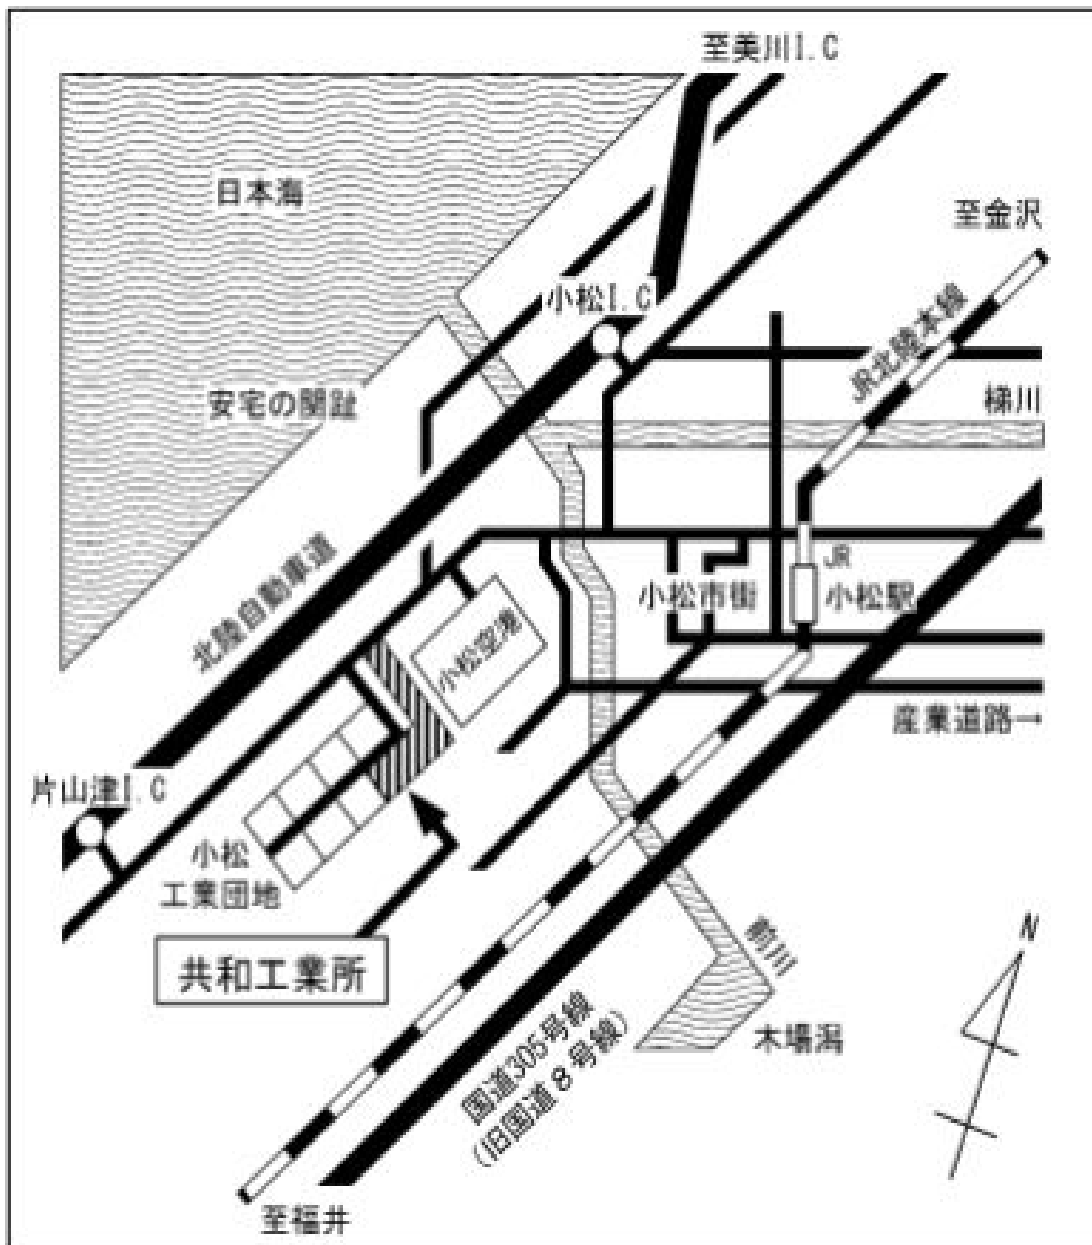 至美川I.C
日本海
至金沢
小松I.C
JR北陸本線
安宅の関趾
梯川
北陸自動車道
JR
小松市街
小松駅
小松空港
産業道路→
片山津I.C
小松
工業団地
前川
N
共和工業所
木場潟
国道305号線
(旧国道8号線)
至福井